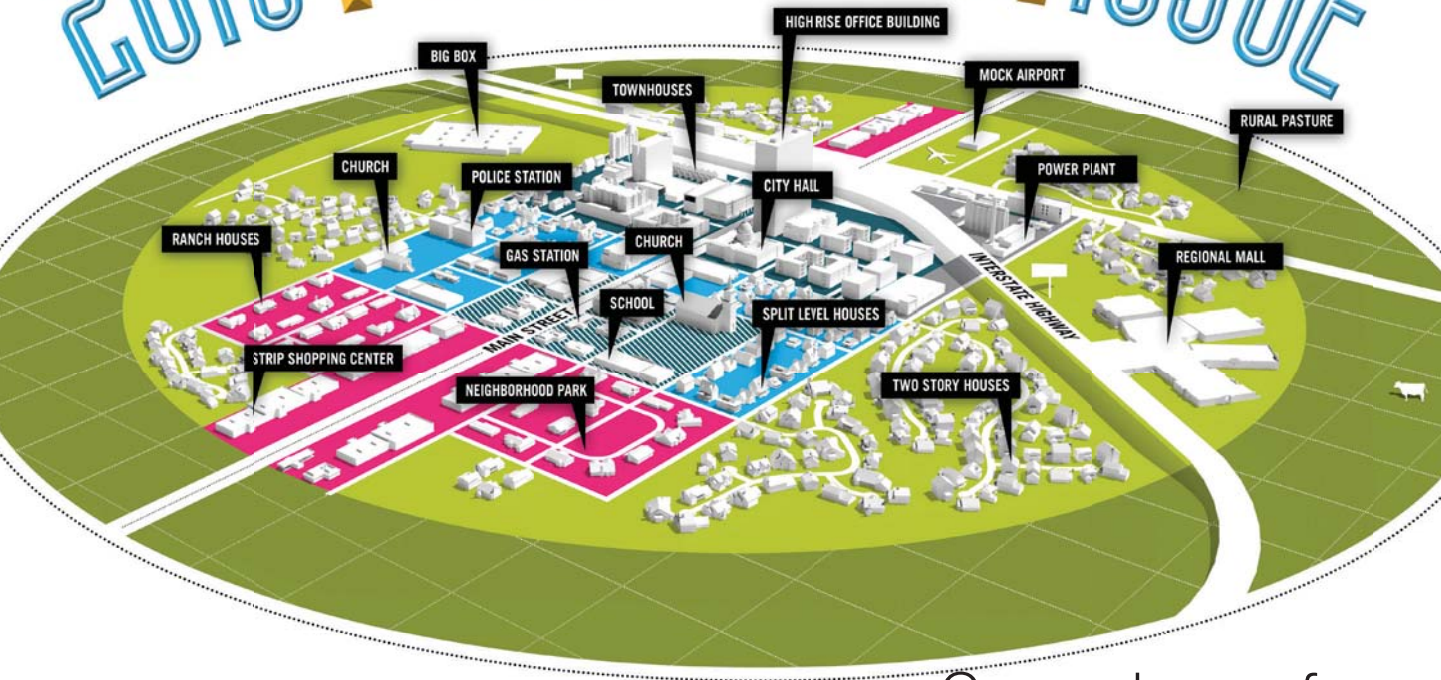 HIGHRISE OFFICE BUILDING
BIG BOX
MOCK AIRPORT
TOWNHOUSES
RURAL PASTURE
CHURCH
POLICE STATION
POWER PLANT
CITY HALL
RANCH HOUSES
GAS STATION
CHURCH
REGIONAL MALL
INTERSTATE HIGHWAY
SCHOOL
SPLIT LEVEL HOUSES
MAIN STREET
STRIP SHOPPING CENTER
NEIGHBORHOOD PARK
TWO STORY HOUSES